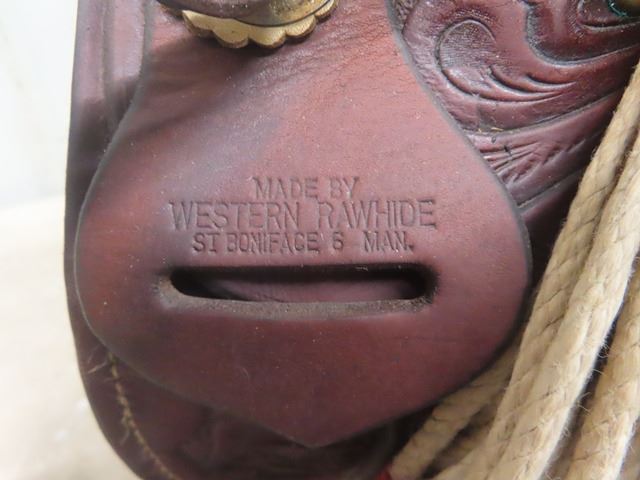 MADE BY
WESTERN RAWHIDE
ST BONIFACE 6 MAN.